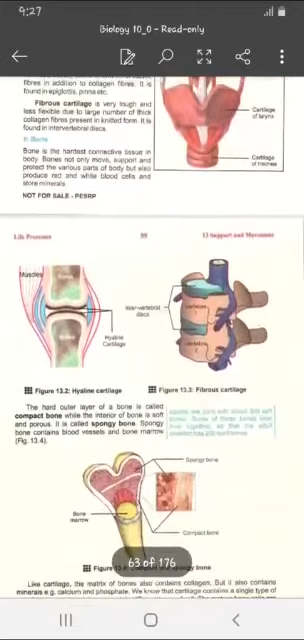 9:27
Biology 10_0 – Read-only
fibres in addition to collagen fibres. It is
found in epiglottis, pinna etc.
Fibrous cartilage is very tough and
less flexible due to large number of thick
collagen fibres present in knitted form. It is
found in intervertebral discs.
Bone is the hardest connective tissue in
body. Bones not only move, support and
protect the various parts of body but also
produce red and white blood cells and
store minerals.
NOT FOR SALE - PESRP
Cartilage
of larynx
Cartilage
of trachea
Life Processes
99
13 Support and Movement
Muscles
Inter-vertebral
discs
Hyaline
Cartilage
Figure 13.2: Hyaline cartilage
Figure 13.3: Fibrous cartilage
The hard outer layer of a bone is called
compact bone while the interior of bone is soft
and porous. It is called spongy bone. Spongy
bone contains blood vessels and bone marrow
(Fig. 13.4).
Spongy bone
Bone
marrow
Compact bone
63 of 176
Like cartilage, the matrix of bones also contains collagen. But it also contains
minerals e.g. calcium and phosphate. We know that cartilage contains a single type of